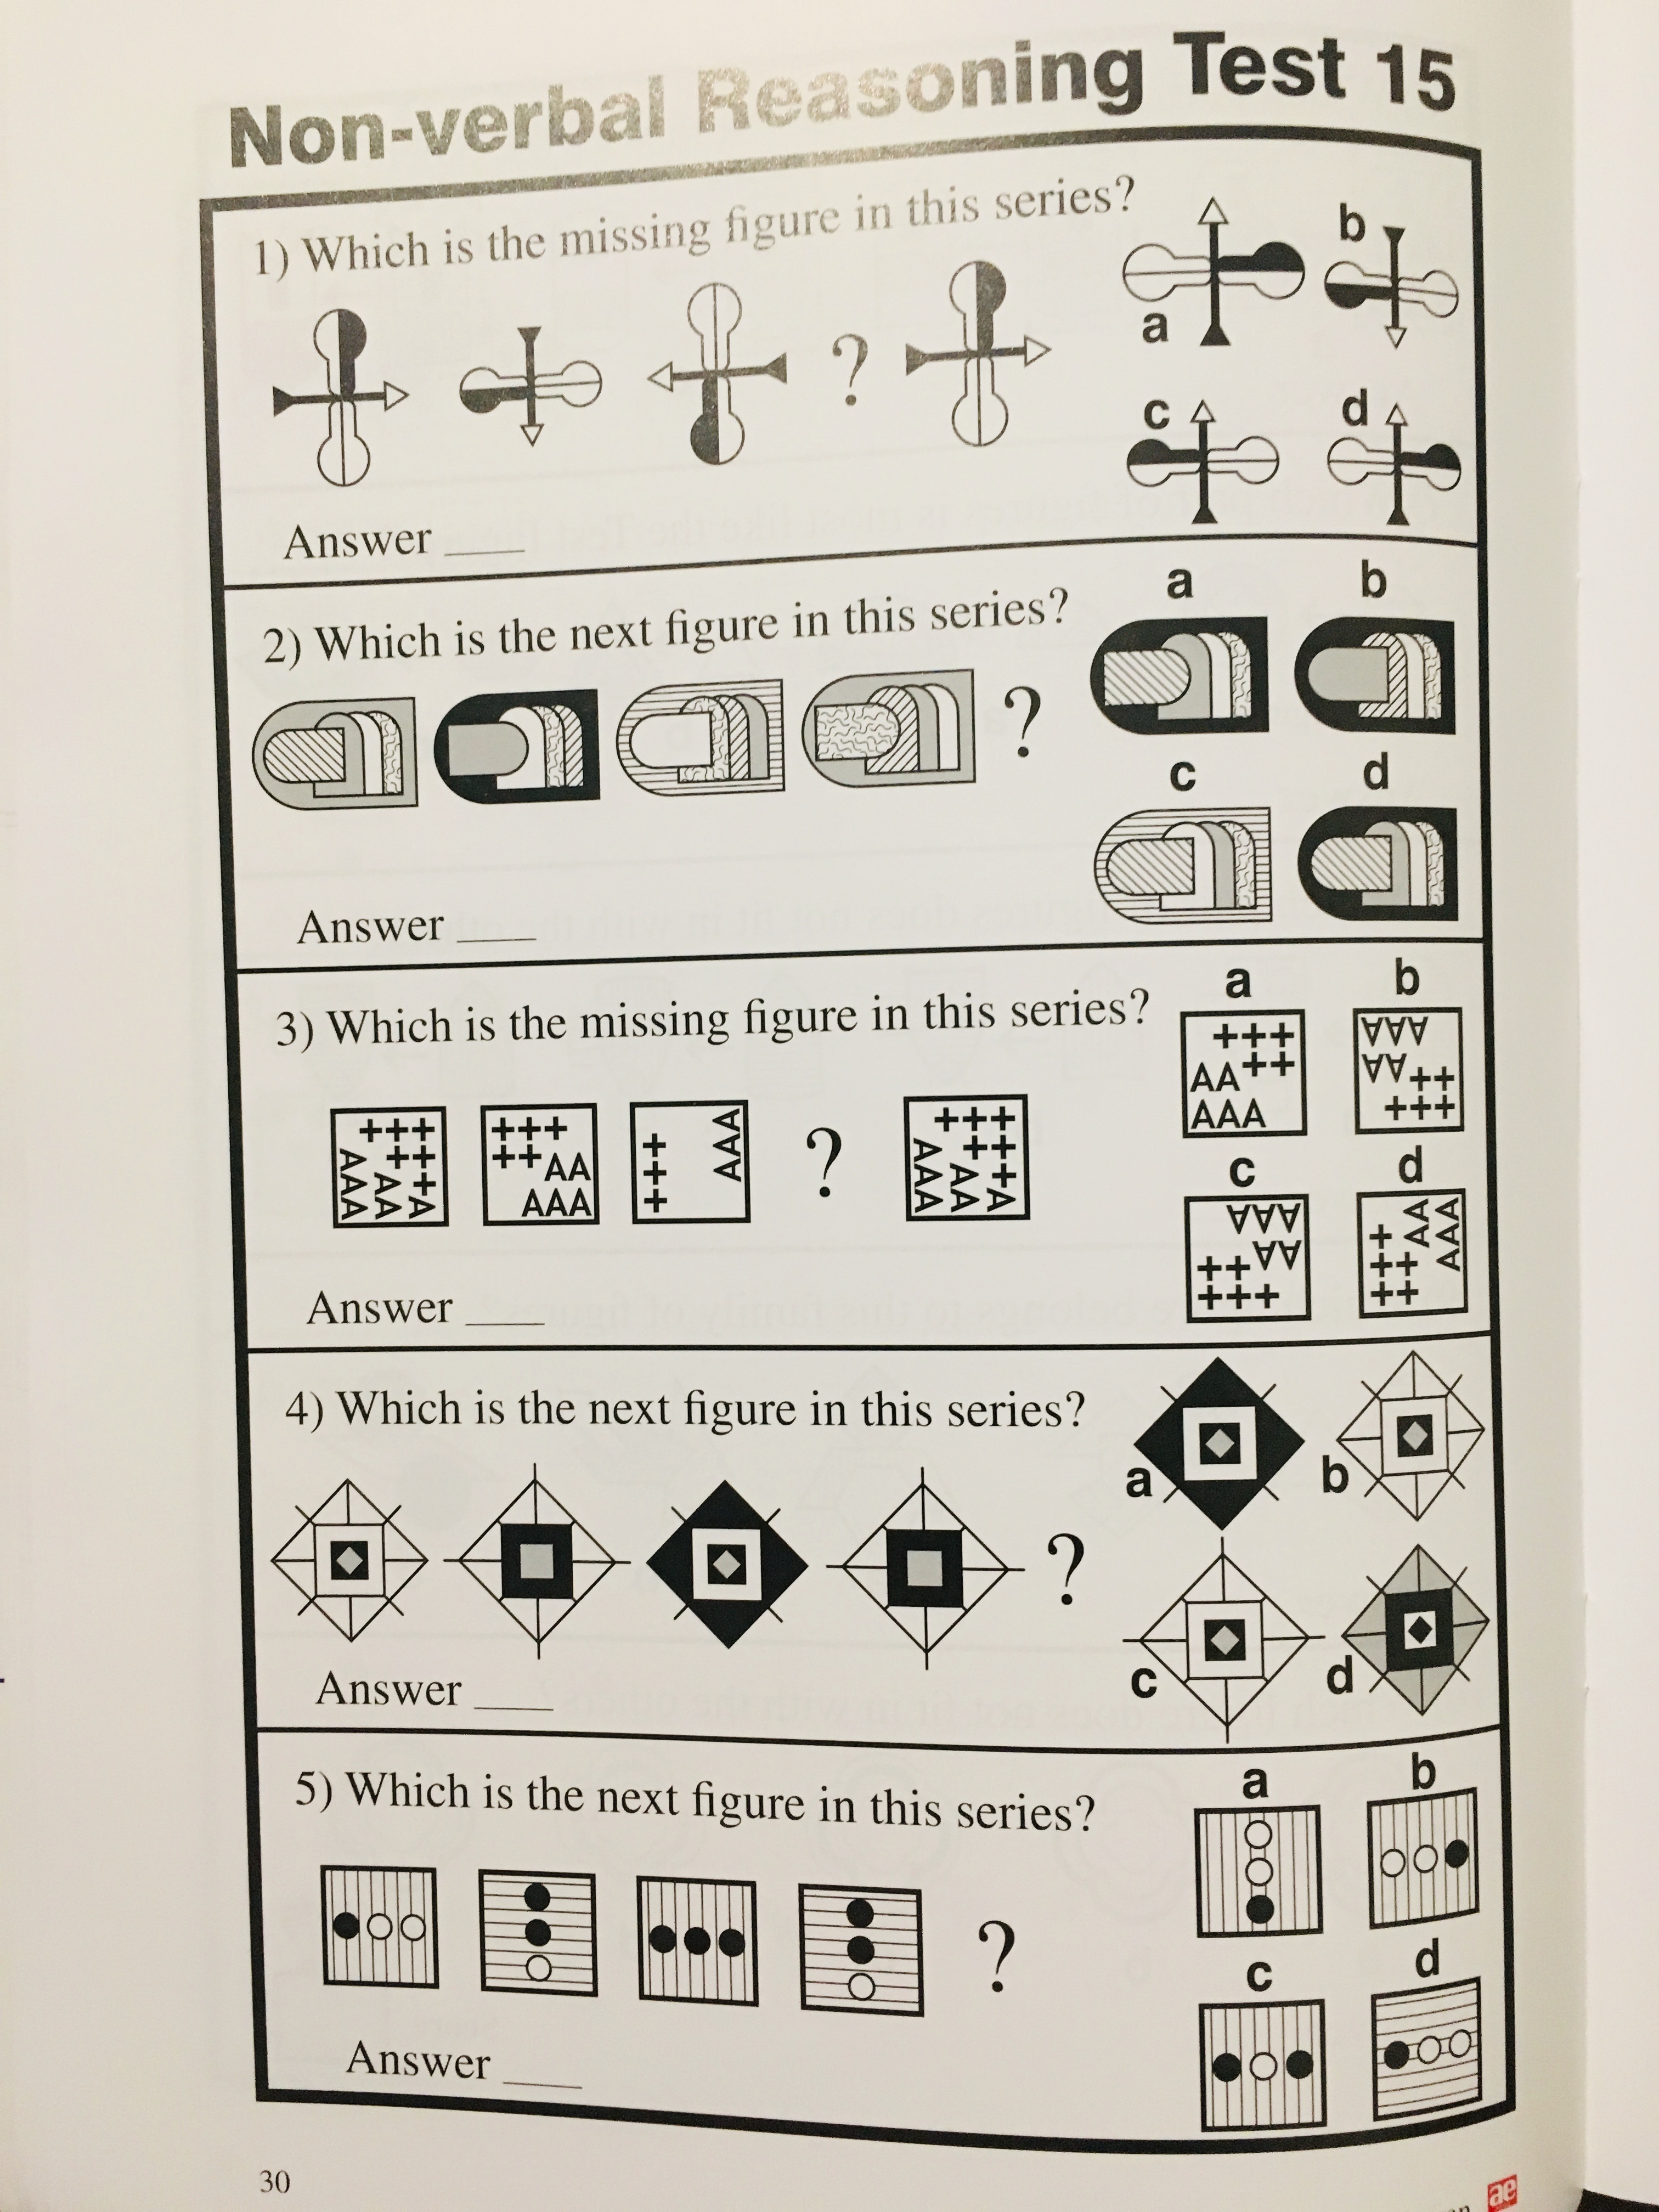 Non-verbal Reasoning Test 15
1) Which is the missing figure in this series?
a
b
c
d
?
Answer ____
2) Which is the next figure in this series?
a
b
?
c
d
Answer ____
3) Which is the missing figure in this series?
a
b
+++
++
AA
AAA
AAA
AA
++
+++
+++
++
+
AAA
AA
A
+++
++AA
AAA
AAA
+
+
+
?
+++
++
+
AAA
AA
A
c
d
AAA
AA
++
+++
AAA
AA
+
++
++
Answer ____
4) Which is the next figure in this series?
a
b
?
c
d
Answer ____
5) Which is the next figure in this series?
a
b
?
c
d
Answer ____
30
ae